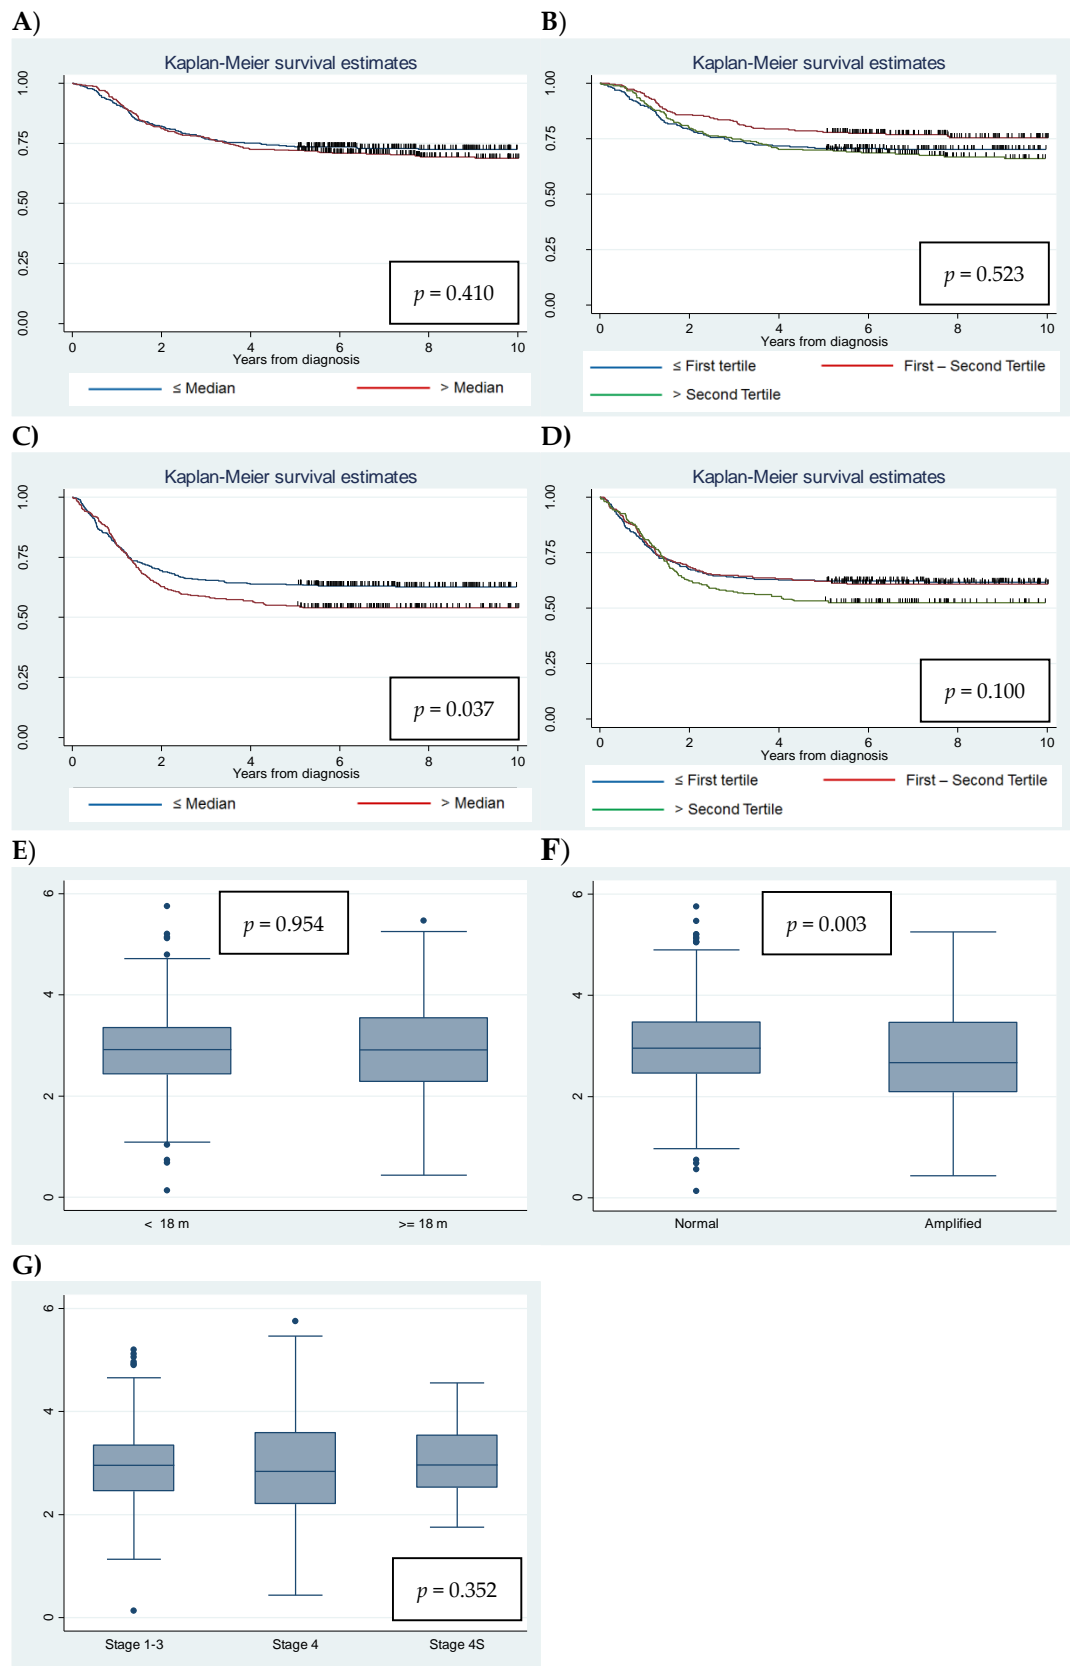 A)
Kaplan-Meier survival estimates
1.00
0.75
0.50
0.25
0.00
p = 0.410
0 2 4 6 8 10
Years from diagnosis
≤ Median > Median
B)
Kaplan-Meier survival estimates
1.00
0.75
0.50
0.25
0.00
p = 0.523
0 2 4 6 8 10
Years from diagnosis
≤ First tertile First – Second Tertile
> Second Tertile
C)
Kaplan-Meier survival estimates
1.00
0.75
0.50
0.25
0.00
p = 0.037
0 2 4 6 8 10
Years from diagnosis
≤ Median > Median
D)
Kaplan-Meier survival estimates
1.00
0.75
0.50
0.25
0.00
p = 0.100
0 2 4 6 8 10
Years from diagnosis
≤ First tertile First – Second Tertile
> Second Tertile
E)
6
4
2
0
p = 0.954
< 18 m >= 18 m
F)
6
4
2
0
p = 0.003
Normal Amplified
G)
6
4
2
0
p = 0.352
Stage 1-3 Stage 4 Stage 4S